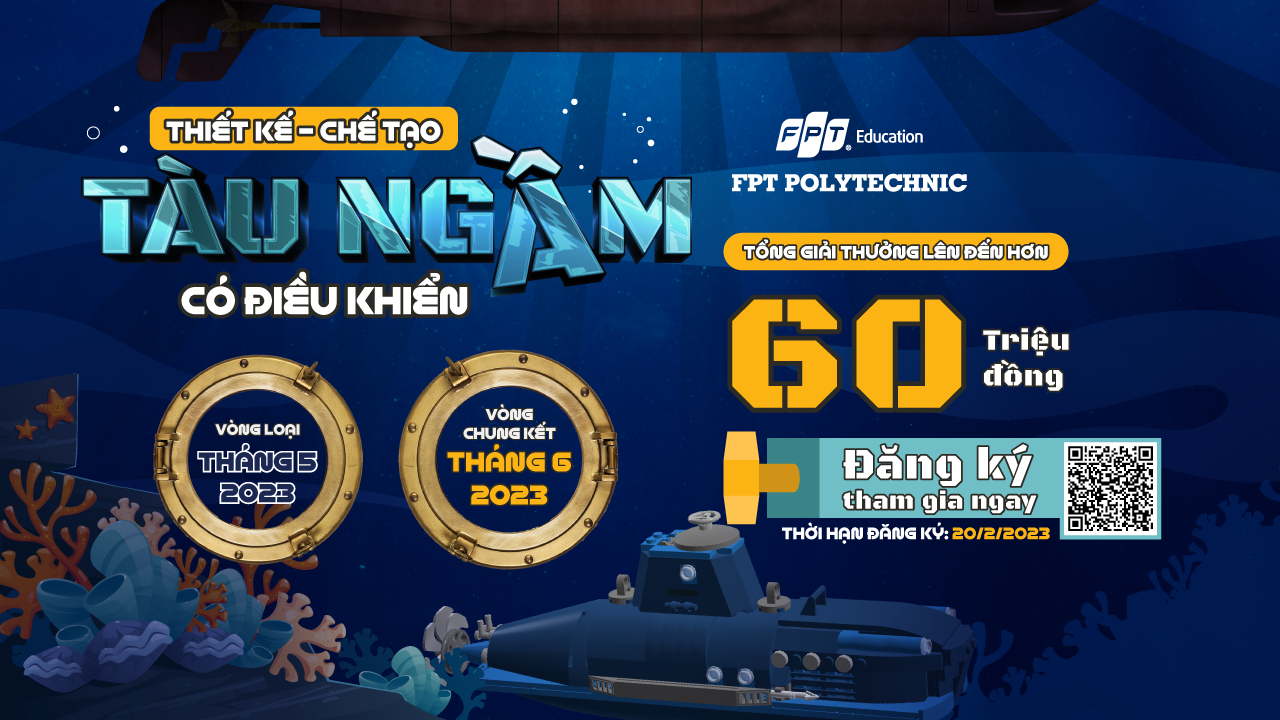 THIẾT KẾ - CHẾ TẠO
TÀU NGẦM
CÓ ĐIỀU KHIỂN
VÒNG LOẠI
THÁNG 5
2023
VÒNG
CHUNG KẾT
THÁNG 6
2023
FPT Education
FPT POLYTECHNIC
TỔNG GIẢI THƯỞNG LÊN ĐẾN HƠN
60 Triệu
đồng
Đăng ký
tham gia ngay
THỜI HẠN ĐĂNG KÝ: 20/2/2023